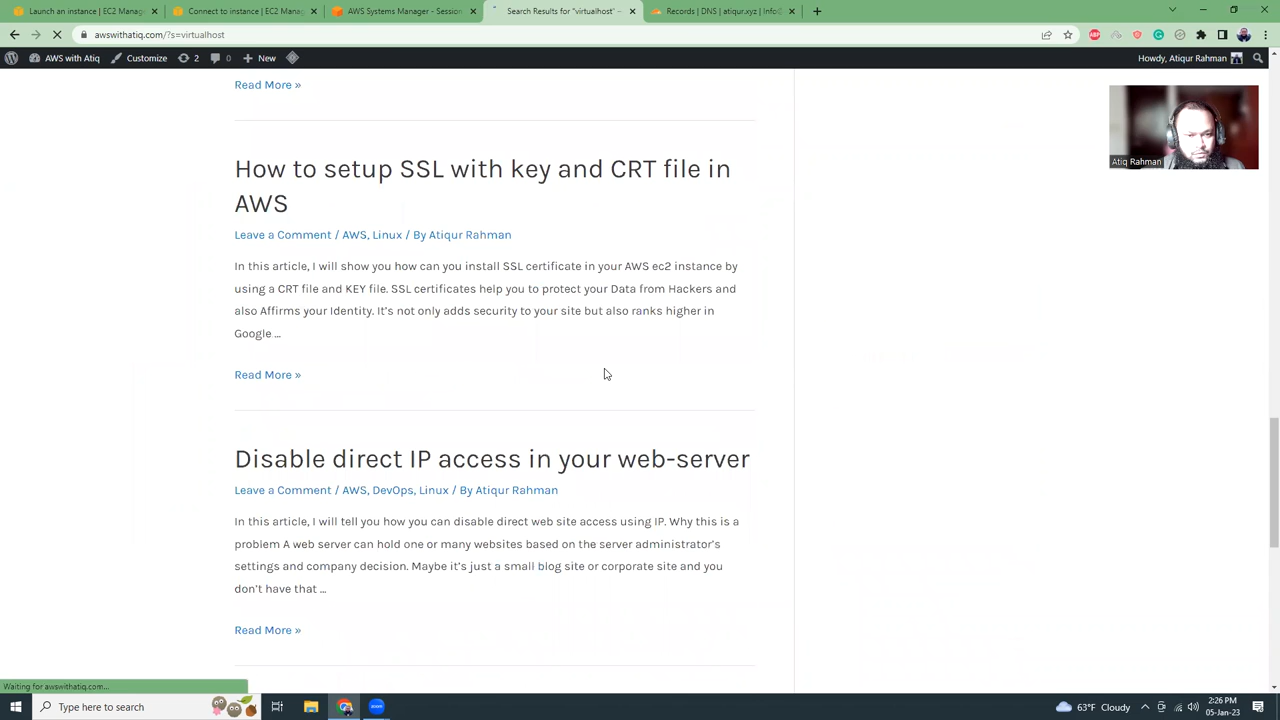 Launch an instance | EC2 Manag
Connect to instance | EC2 Manag
AWS Systems Manager - Session
Search Results for "virtualhost" –
Records | DNS | atiqur.xyz | Info@
awswithatiq.com/?s=virtualhost
AWS with Atiq
Customize
2
0
New
Howdy, Atiqur Rahman
Read More »
Atiq Rahman
How to setup SSL with key and CRT file in
AWS
Leave a Comment / AWS, Linux / By Atiqur Rahman
In this article, I will show you how can you install SSL certificate in your AWS ec2 instance by
using a CRT file and KEY file. SSL certificates help you to protect your Data from Hackers and
also Affirms your Identity. It's not only adds security to your site but also ranks higher in
Google …
Read More »
Disable direct IP access in your web-server
Leave a Comment / AWS, DevOps, Linux / By Atiqur Rahman
In this article, I will tell you how you can disable direct web site access using IP. Why this is a
problem A web server can hold one or many websites based on the server administrator's
settings and company decision. Maybe it's just a small blog site or corporate site and you
don't have that …
Read More »
Waiting for awswithatiq.com...
Type here to search
63°F Cloudy
2:26 PM
05-Jan-23